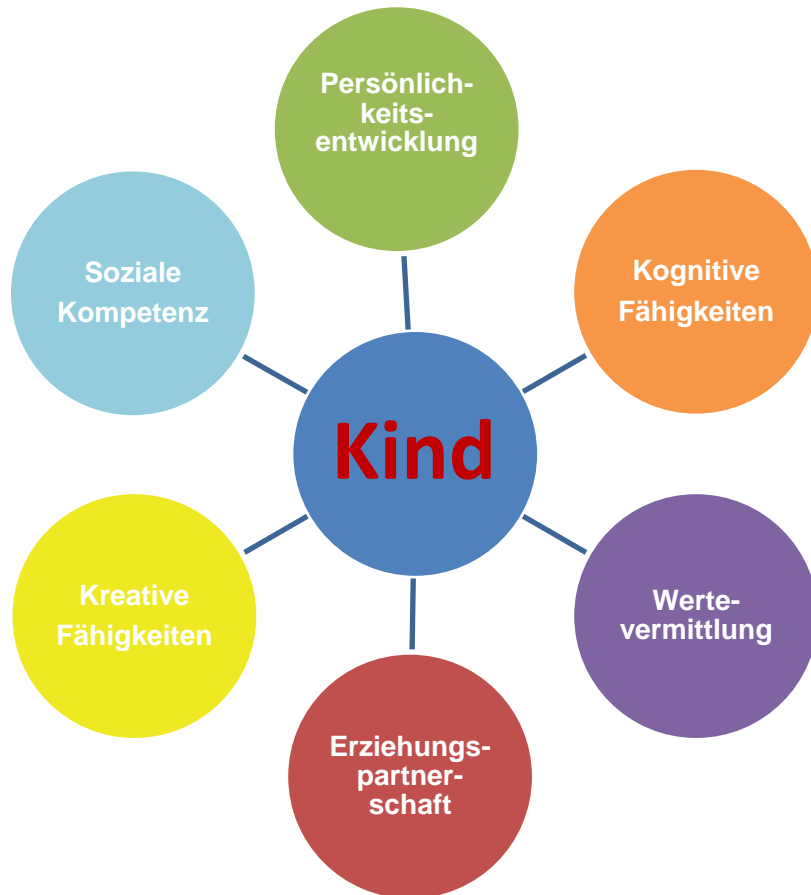 Persönlich-
keits-
entwicklung
Soziale
Kompetenz
Kognitive
Fähigkeiten
Kind
Kreative
Fähigkeiten
Werte-
vermittlung
Erziehungs-
partner-
schaft